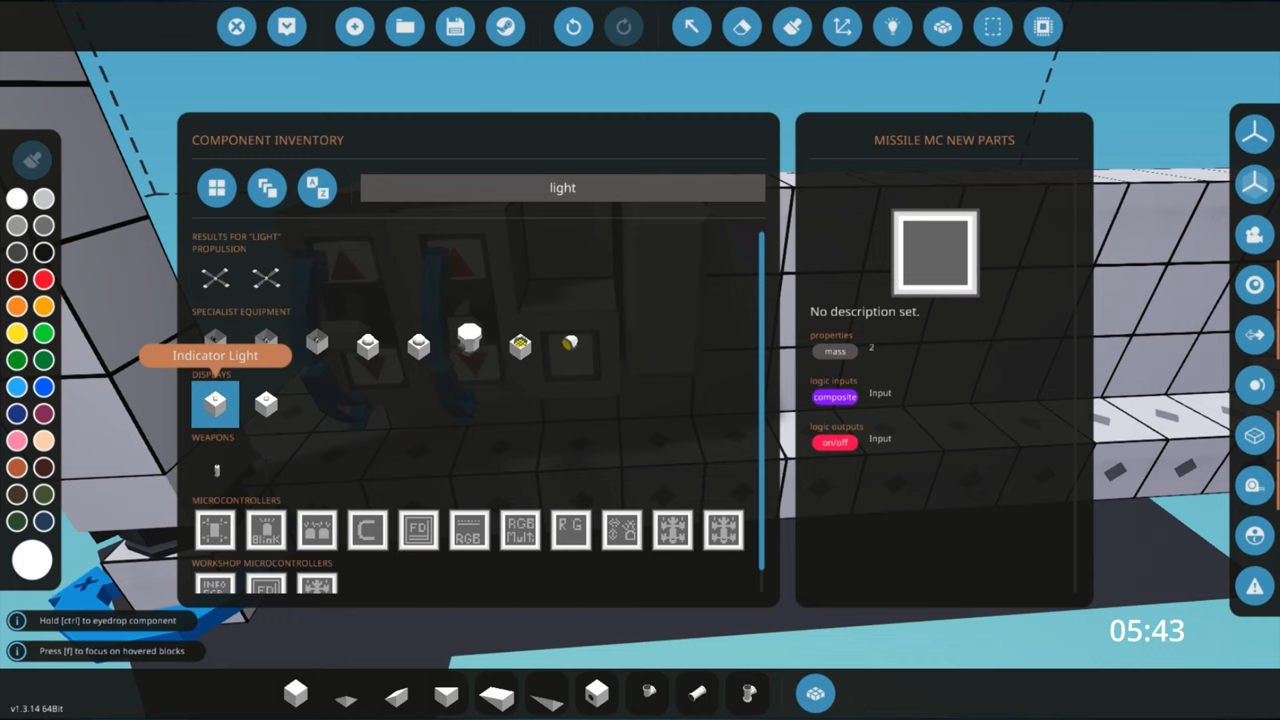 COMPONENT INVENTORY
A
Z
light
RESULTS FOR "LIGHT"
PROPULSION
SPECIALIST EQUIPMENT
Indicator Light
WEAPONS
MICROCONTROLLERS
Blink
C
FD
RGB
RGB
Mult
R G
WORKSHOP MICROCONTROLLERS
MISSILE MC NEW PARTS
No description set.
properties
mass 2
logic inputs
composite Input
logic outputs
on/off Input
Hold [ctrl] to eyedrop component
Press [f] to focus on hovered blocks
05:43
v1.3.14 64Bit